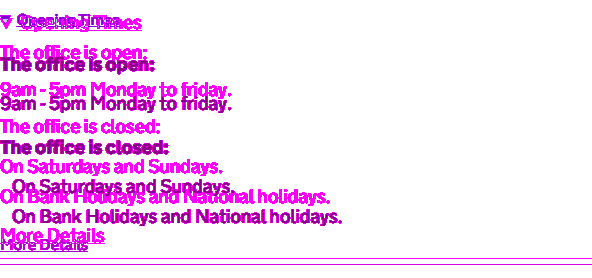 Opening Times
Opening Times
The office is open:
The office is open:
9am - 5pm Monday to friday.
9am - 5pm Monday to friday.
The office is closed:
The office is closed:
On Saturdays and Sundays.
On Saturdays and Sundays.
On Bank Holidays and National holidays.
On Bank Holidays and National holidays.
More Details
More Details